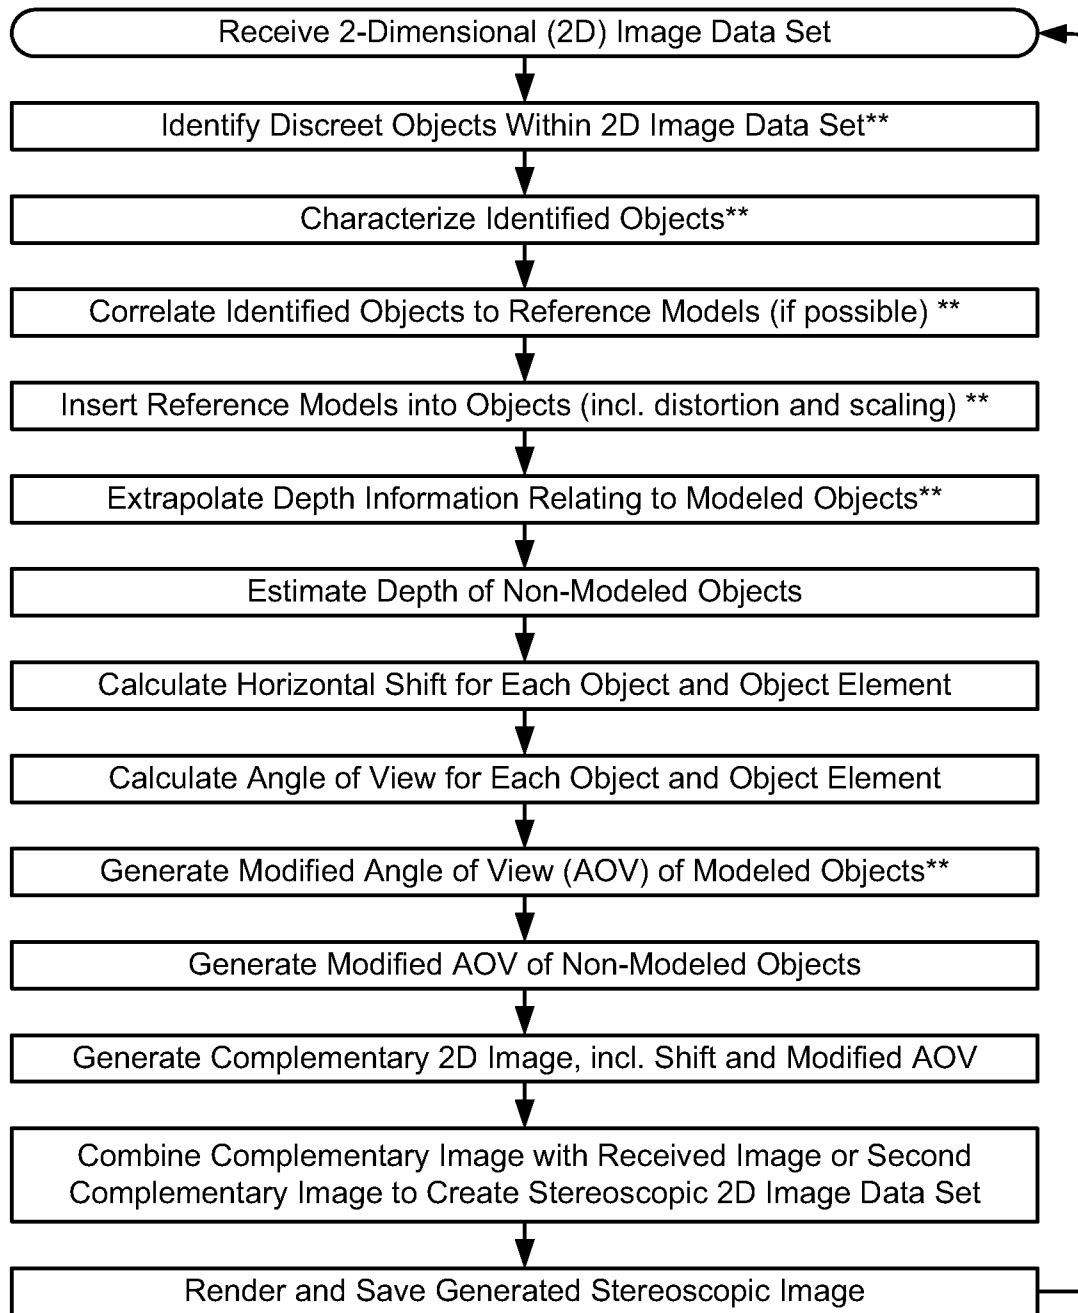 Receive 2-Dimensional (2D) Image Data Set
Identify Discreet Objects Within 2D Image Data Set**
Characterize Identified Objects**
Correlate Identified Objects to Reference Models (if possible) **
Insert Reference Models into Objects (incl. distortion and scaling) **
Extrapolate Depth Information Relating to Modeled Objects**
Estimate Depth of Non-Modeled Objects
Calculate Horizontal Shift for Each Object and Object Element
Calculate Angle of View for Each Object and Object Element
Generate Modified Angle of View (AOV) of Modeled Objects**
Generate Modified AOV of Non-Modeled Objects
Generate Complementary 2D Image, incl. Shift and Modified AOV
Combine Complementary Image with Received Image or Second
Complementary Image to Create Stereoscopic 2D Image Data Set
Render and Save Generated Stereoscopic Image